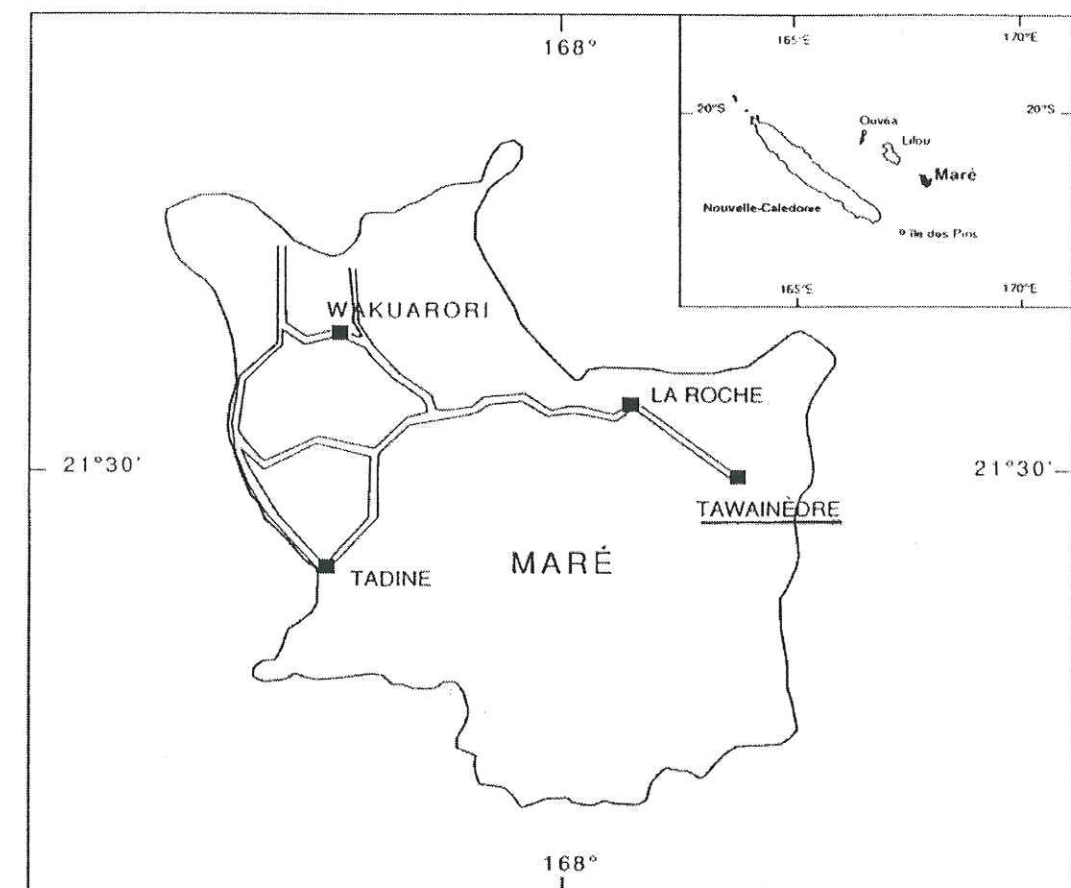 168°
165°E
170°E
20°S
20°S
Ouvéa
Lifou
Maré
Nouvelle-Calédonie
île des Pins
165°E
170°E
WAKUARORI
LA ROCHE
21°30'
21°30'
TAWAINÈDRE
MARÉ
TADINE
168°